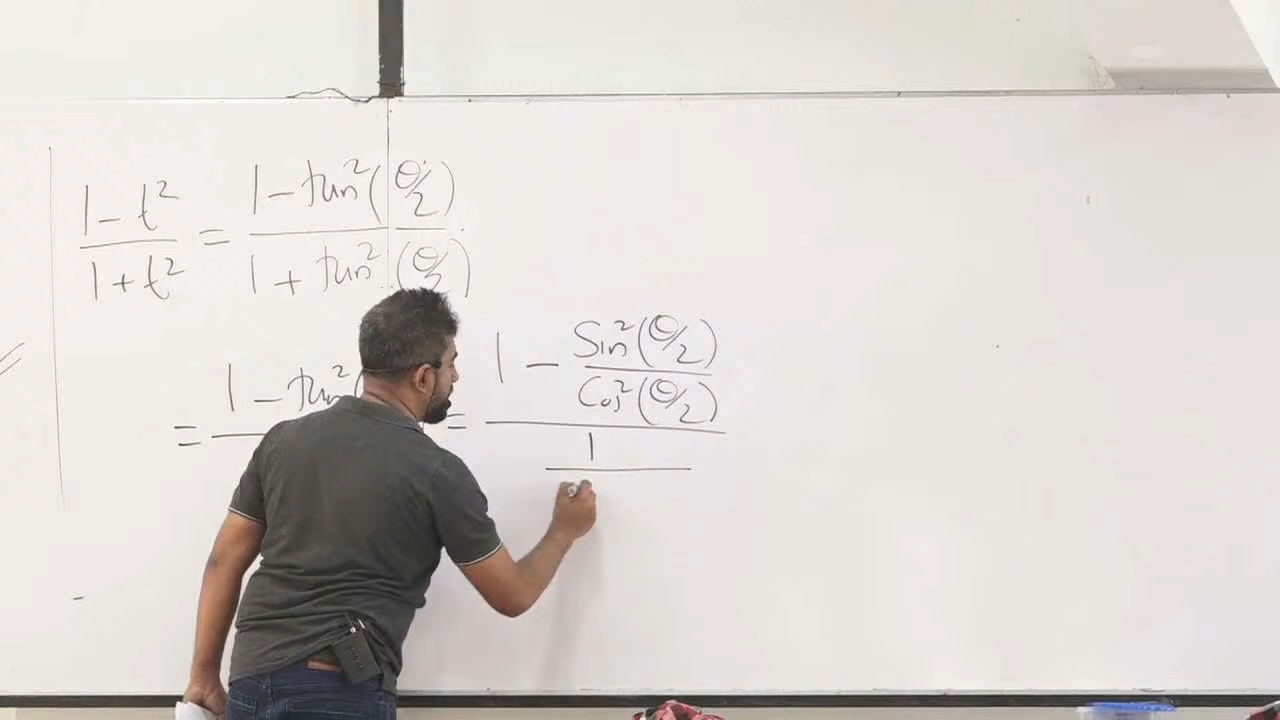 1 - t² / 1 + t² = 1 - tan²(θ/2) / 1 + tan²(θ/2)
= 1 - tan²( = 1 - Sin²(θ/2) / Cos²(θ/2)
1